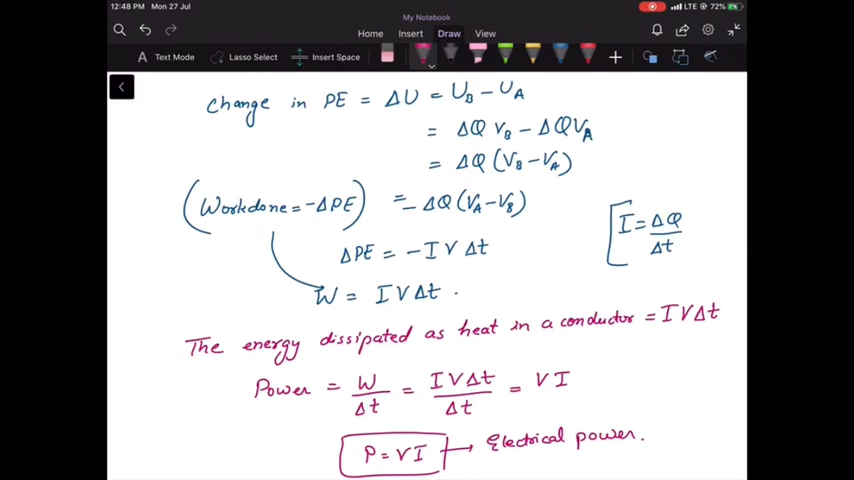 12:48 PM Mon 27 Jul
LTE 72%
My Notebook
Home Insert Draw View
Text Mode Lasso Select Insert Space
Change in PE = ΔU = U_B − U_A
= ΔQ V_B − ΔQ V_A
= ΔQ (V_B − V_A)
(Workdone = −ΔPE) = −ΔQ (V_A − V_B)
I = ΔQ/Δt
ΔPE = −I V Δt
W = I V Δt .
The energy dissipated as heat in a conductor = I V Δt
Power = W/Δt = I V Δt/Δt = V I
P = V I → Electrical power.